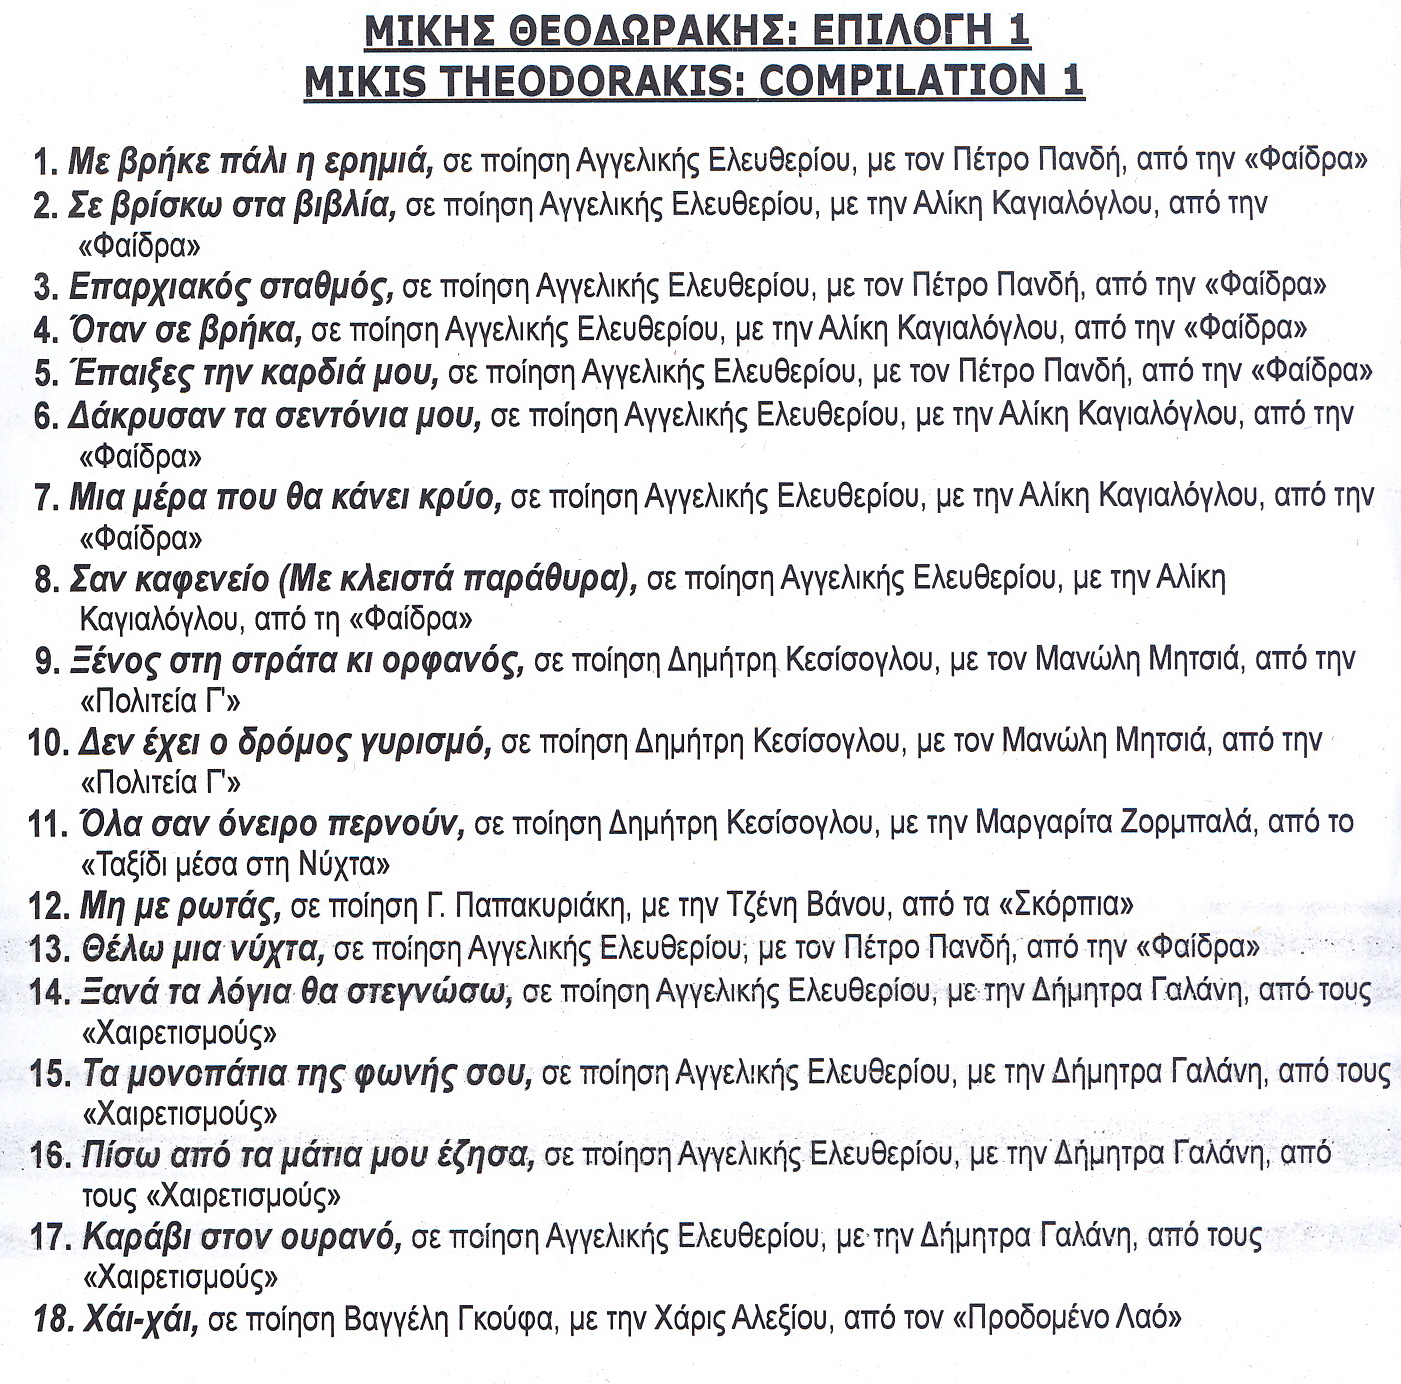 ΜΙΚΗΣ ΘΕΟΔΩΡΑΚΗΣ: ΕΠΙΛΟΓΗ 1
MIKIS THEODORAKIS: COMPILATION 1
1. Με βρήκε πάλι η ερημιά, σε ποίηση Αγγελικής Ελευθερίου, με τον Πέτρο Πανδή, από την «Φαίδρα»
2. Σε βρίσκω στα βιβλία, σε ποίηση Αγγελικής Ελευθερίου, με την Αλίκη Καγιαλόγλου, από την
«Φαίδρα»
3. Επαρχιακός σταθμός, σε ποίηση Αγγελικής Ελευθερίου, με τον Πέτρο Πανδή, από την «Φαίδρα»
4. Όταν σε βρήκα, σε ποίηση Αγγελικής Ελευθερίου, με την Αλίκη Καγιαλόγλου, από την «Φαίδρα»
5. Έπαιξες την καρδιά μου, σε ποίηση Αγγελικής Ελευθερίου, με τον Πέτρο Πανδή, από την «Φαίδρα»
6. Δάκρυσαν τα σεντόνια μου, σε ποίηση Αγγελικής Ελευθερίου, με την Αλίκη Καγιαλόγλου, από την
«Φαίδρα»
7. Μια μέρα που θα κάνει κρύο, σε ποίηση Αγγελικής Ελευθερίου, με την Αλίκη Καγιαλόγλου, από την
«Φαίδρα»
8. Σαν καφενείο (Με κλειστά παράθυρα), σε ποίηση Αγγελικής Ελευθερίου, με την Αλίκη
Καγιαλόγλου, από τη «Φαίδρα»
9. Ξένος στη στράτα κι ορφανός, σε ποίηση Δημήτρη Κεσίσογλου, με τον Μανώλη Μητσιά, από την
«Πολιτεία Γ'»
10. Δεν έχει ο δρόμος γυρισμό, σε ποίηση Δημήτρη Κεσίσογλου, με τον Μανώλη Μητσιά, από την
«Πολιτεία Γ'»
11. Όλα σαν όνειρο περνούν, σε ποίηση Δημήτρη Κεσίσογλου, με την Μαργαρίτα Ζορμπαλά, από το
«Ταξίδι μέσα στη Νύχτα»
12. Μη με ρωτάς, σε ποίηση Γ. Παπακυριάκη, με την Τζένη Βάνου, από τα «Σκόρπια»
13. Θέλω μια νύχτα, σε ποίηση Αγγελικής Ελευθερίου, με τον Πέτρο Πανδή, από την «Φαίδρα»
14. Ξανά τα λόγια θα στεγνώσω, σε ποίηση Αγγελικής Ελευθερίου, με την Δήμητρα Γαλάνη, από τους
«Χαιρετισμούς»
15. Τα μονοπάτια της φωνής σου, σε ποίηση Αγγελικής Ελευθερίου, με την Δήμητρα Γαλάνη, από τους
«Χαιρετισμούς»
16. Πίσω από τα μάτια μου έζησα, σε ποίηση Αγγελικής Ελευθερίου, με την Δήμητρα Γαλάνη, από
τους «Χαιρετισμούς»
17. Καράβι στον ουρανό, σε ποίηση Αγγελικής Ελευθερίου, με την Δήμητρα Γαλάνη, από τους
«Χαιρετισμούς»
18. Χάι-χάι, σε ποίηση Βαγγέλη Γκούφα, με την Χάρις Αλεξίου, από τον «Προδομένο Λαό»